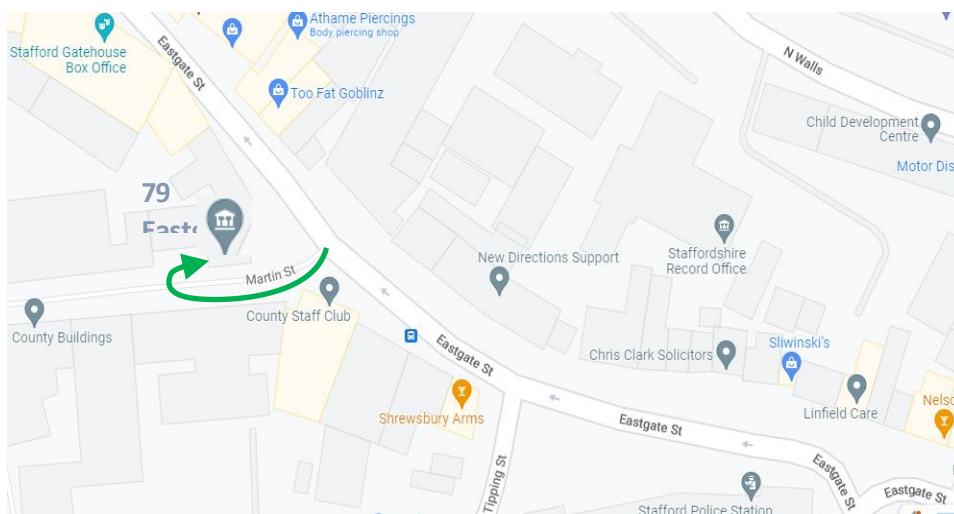 Athame Piercings
Body piercing shop
Stafford Gatehouse
Box Office
Eastgate St
N Walls
Too Fat Goblinz
Child Development
Centre
Motor Dis
79
New Directions Support
Staffordshire
Record Office
Martin St
County Staff Club
County Buildings
Eastgate St
Chris Clark Solicitors
Sliwinski's
Linfield Care
Nelso
Shrewsbury Arms
Eastgate St
Tipping St
Eastgate St
Eastgate St
Stafford Police Station